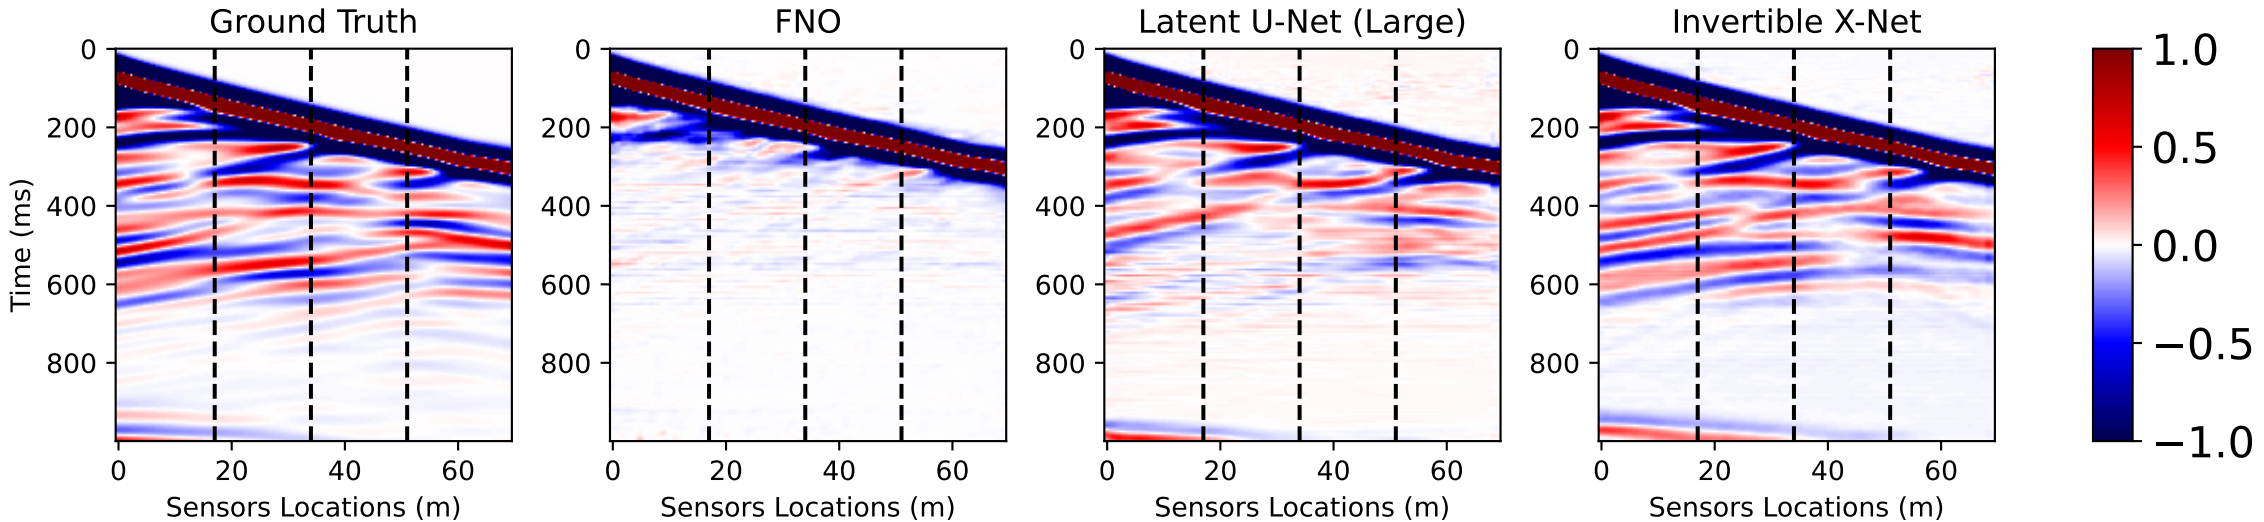 Ground Truth
FNO
Latent U-Net (Large)
Invertible X-Net
Time (ms)
0
200
400
600
800
0 20 40 60
Sensors Locations (m)
0
200
400
600
800
0 20 40 60
Sensors Locations (m)
0
200
400
600
800
0 20 40 60
Sensors Locations (m)
0
200
400
600
800
0 20 40 60
Sensors Locations (m)
1.0
0.5
0.0
−0.5
−1.0